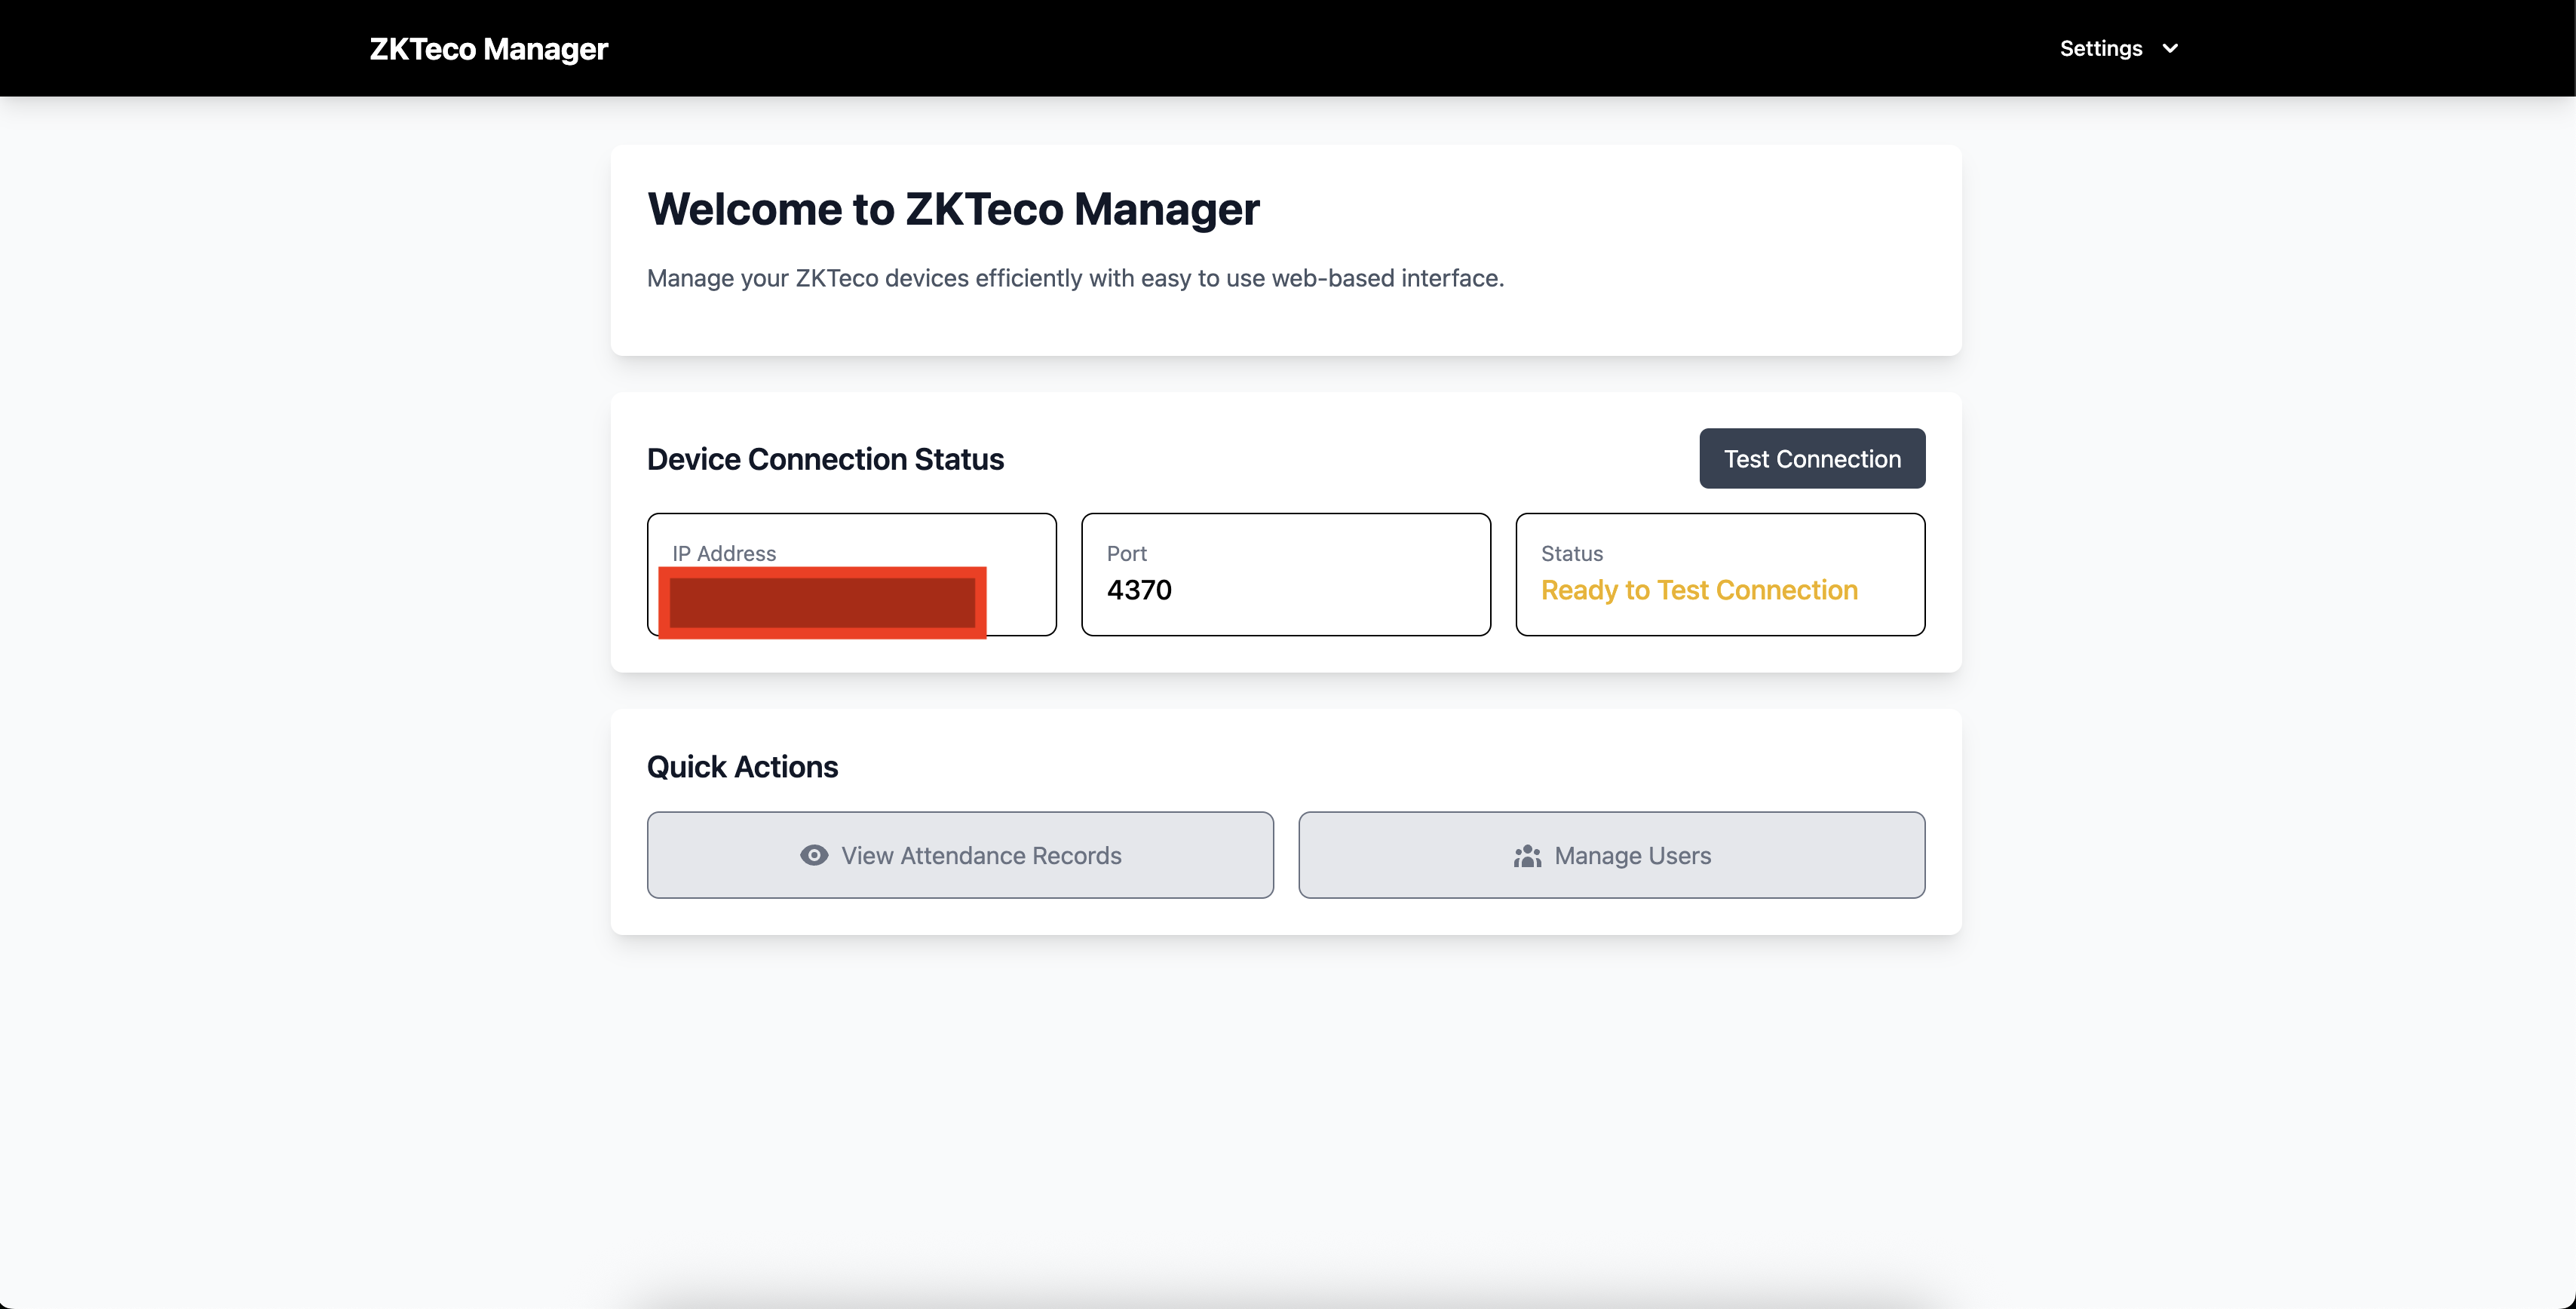 ZKTeco Manager
Settings
Welcome to ZKTeco Manager
Manage your ZKTeco devices efficiently with easy to use web-based interface.
Device Connection Status
Test Connection
IP Address
Port
4370
Status
Ready to Test Connection
Quick Actions
View Attendance Records
Manage Users